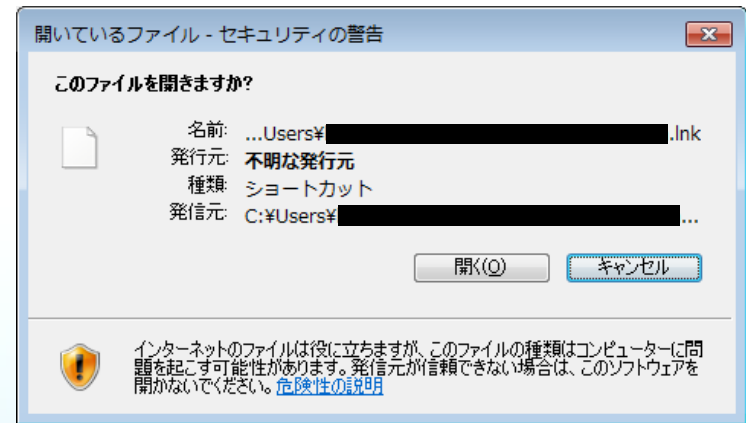 開いているファイル - セキュリティの警告
このファイルを開きますか?
名前: ...Users¥ .lnk
発行元: 不明な発行元
種類: ショートカット
発信元: C:¥Users¥ ...
開く(O) キャンセル
インターネットのファイルは役に立ちますが、このファイルの種類はコンピューターに問
題を起こす可能性があります。発信元が信頼できない場合は、このソフトウェアを
開かないでください。危険性の説明